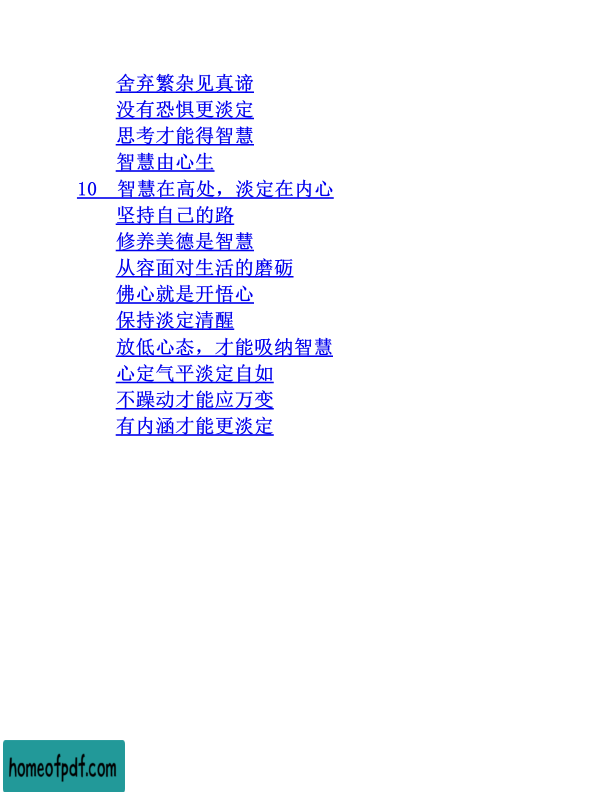 舍弃繁杂见真谛
没有恐惧更淡定
思考才能得智慧
智慧由心生
10 智慧在高处，淡定在内心
坚持自己的路
修养美德是智慧
从容面对生活的磨砺
佛心就是开悟心
保持淡定清醒
放低心态，才能吸纳智慧
心定气平淡定自如
不躁动才能应万变
有内涵才能更淡定
homeofpdf.com